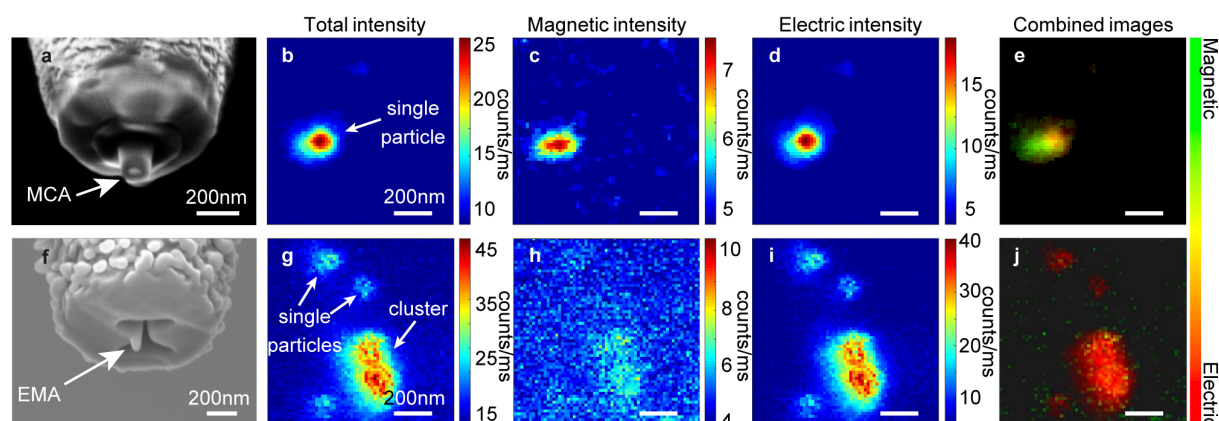 Total intensity
Magnetic intensity
Electric intensity
Combined images
a
MCA
200nm
b
single
particle
200nm
25
20
15
10
counts/ms
c
7
6
5
counts/ms
d
15
10
5
counts/ms
e
Magnetic
f
EMA
200nm
g
single
particles
cluster
200nm
45
35
25
15
counts/ms
h
10
8
6
4
counts/ms
i
40
30
20
10
counts/ms
j
Electric